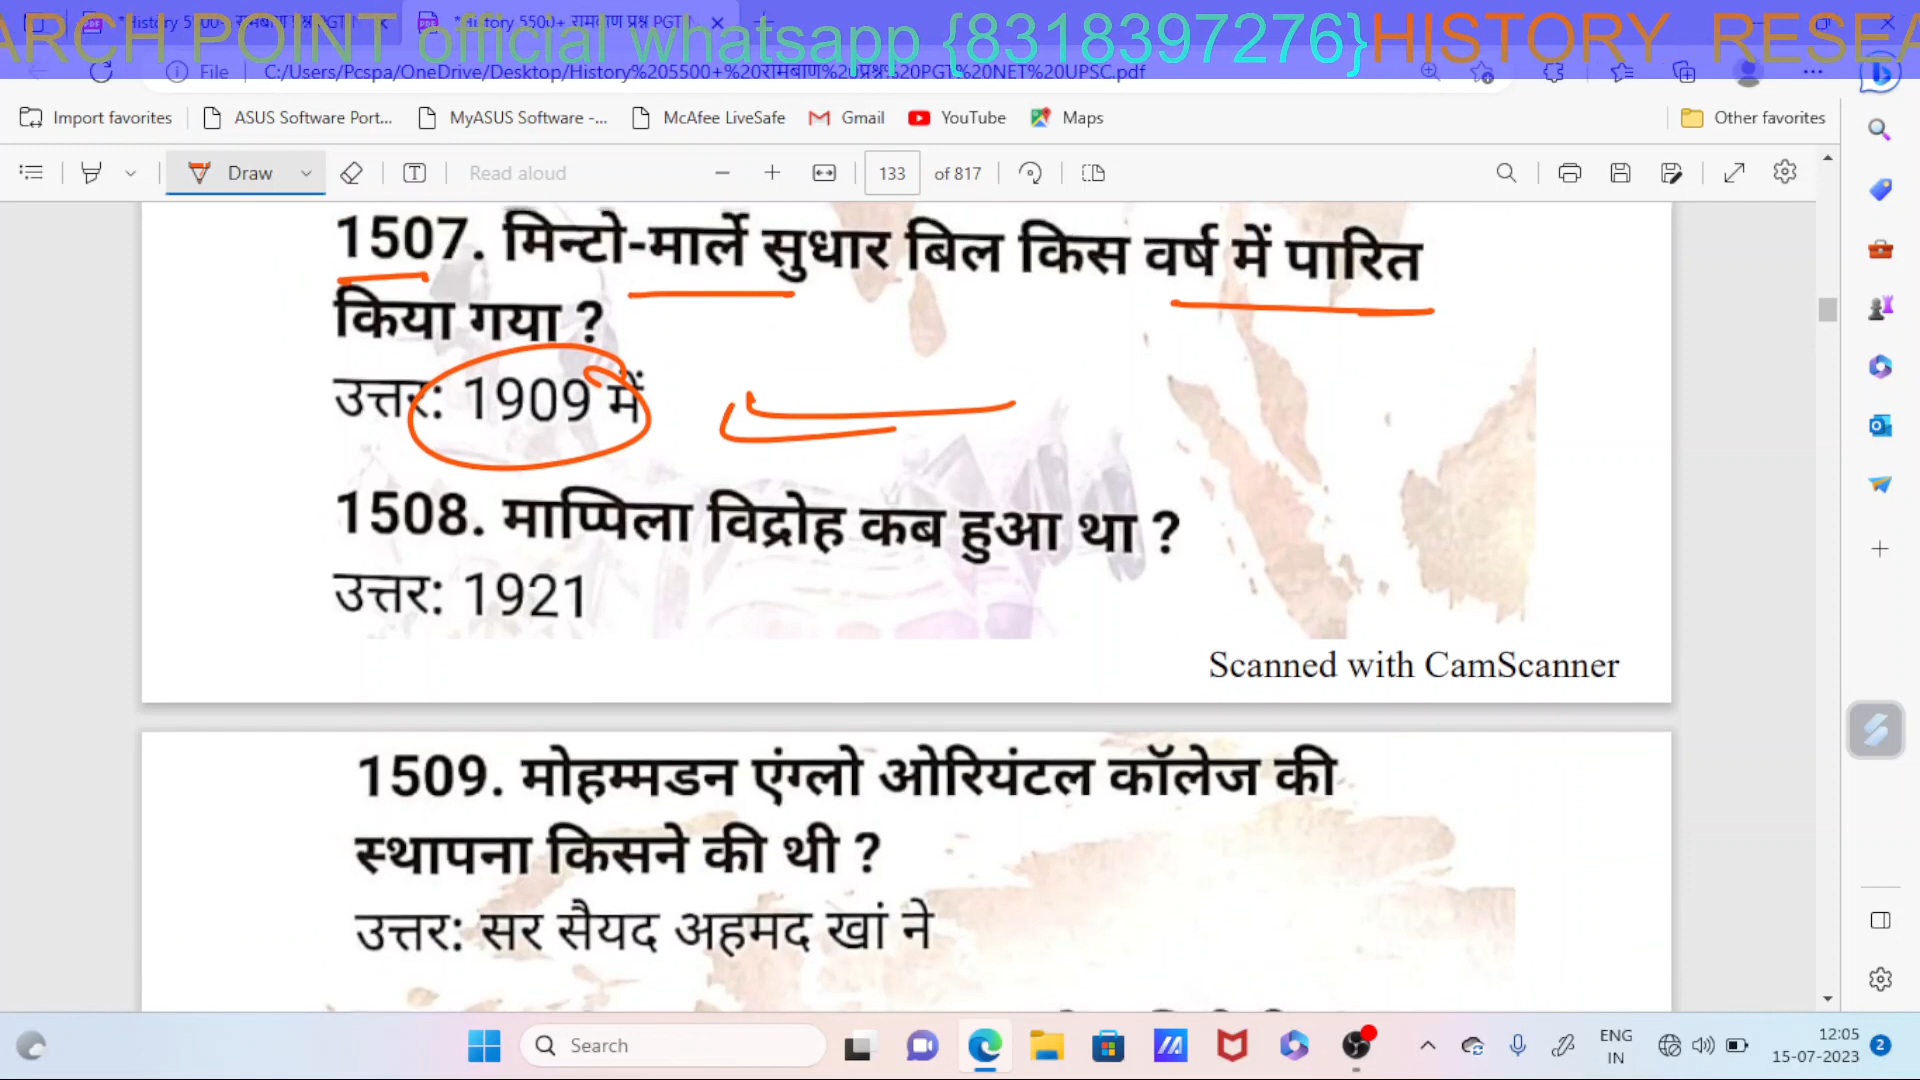 ARCH POINT official whatsapp {8318397276}HISTORY RESEA
File C:/Users/Pcspa/OneDrive/Desktop/History%205500+%20रामबाण%20प्रश्न%20PGT%20NET%20UPSC.pdf
Import favorites ASUS Software Port... MyASUS Software -... McAfee LiveSafe Gmail YouTube Maps Other favorites
Draw Read aloud 133 of 817
1507. मिन्टो-मार्ले सुधार बिल किस वर्ष में पारित
किया गया ?
उत्तर: 1909 में
1508. माप्पिला विद्रोह कब हुआ था ?
उत्तर: 1921
Scanned with CamScanner
1509. मोहम्मडन एंग्लो ओरियंटल कॉलेज की
स्थापना किसने की थी ?
उत्तर: सर सैयद अहमद खां ने
Search
ENG
IN
12:05
15-07-2023
2